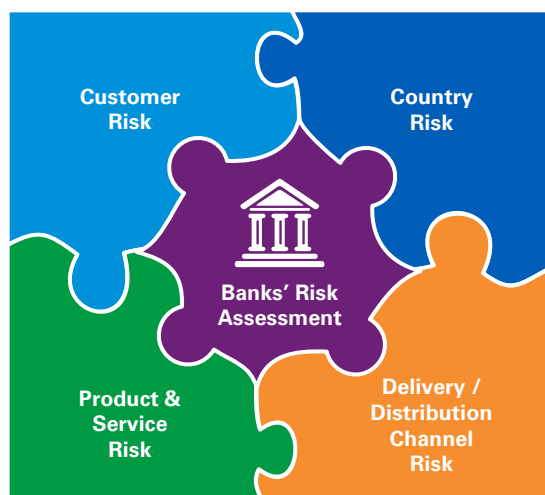 Customer
Risk
Country
Risk
Banks' Risk
Assessment
Product &
Service
Risk
Delivery /
Distribution
Channel
Risk